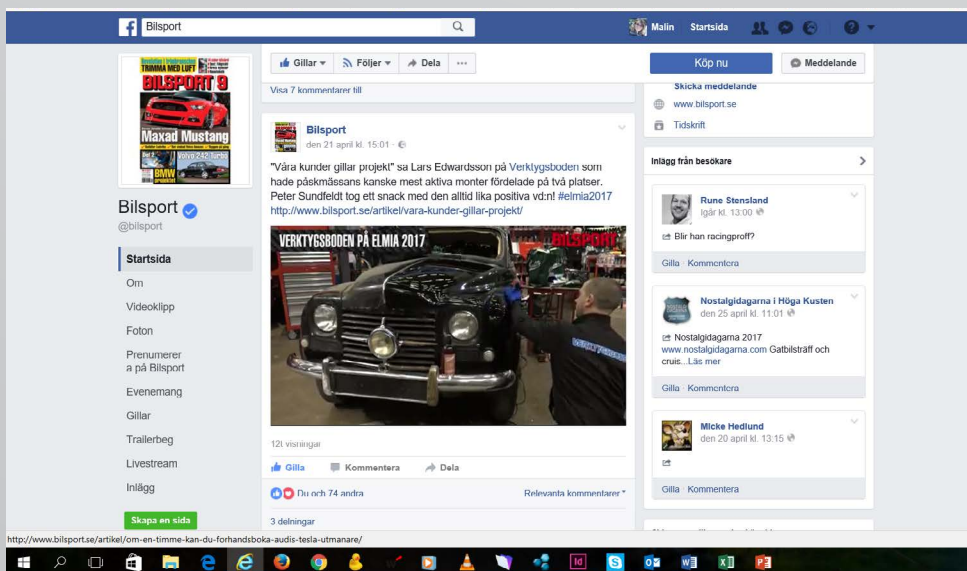 Bilsport
Malin
Startsida
TRIMMA MED LUFT
BILSPORT 9
Maxad Mustang
Volvo 242 Turbo
BMW
Bilsport
@bilsport
Startsida
Om
Videoklipp
Foton
Prenumerer
a på Bilsport
Evenemang
Gillar
Trailerbeg
Livestream
Inlägg
Skapa en sida
Gillar
Följer
Dela
...
Visa 7 kommentarer till
Bilsport
den 21 april kl. 15:01 ·
"Våra kunder gillar projekt" sa Lars Edwardsson på Verktygsboden som
hade påskmässans kanske mest aktiva monter fördelade på två platser.
Peter Sundfeldt tog ett snack med den alltid lika positiva vd:n! #elmia2017
http://www.bilsport.se/artikel/vara-kunder-gillar-projekt/
VERKTYGSBODEN PÅ ELMIA 2017
BILSPORT
VERKTYGSBODEN
12t visningar
Gilla
Kommentera
Dela
Du och 74 andra
Relevanta kommentarer
3 delningar
Köp nu
Meddelande
Skicka meddelande
www.bilsport.se
Tidskrift
Inlägg från besökare
Rune Stensland
Igår kl. 13:00
Blir han racingproff?
Gilla · Kommentera
Nostalgidagarna i Höga Kusten
den 25 april kl. 11:01
Nostalgidagarna 2017
www.nostalgidagarna.com Gatbilsträff och
cruis...Läs mer
Gilla · Kommentera
Micke Hedlund
den 20 april kl. 13:15
Gilla · Kommentera
http://www.bilsport.se/artikel/om-en-timme-kan-du-forhandsboka-audis-tesla-utmanare/